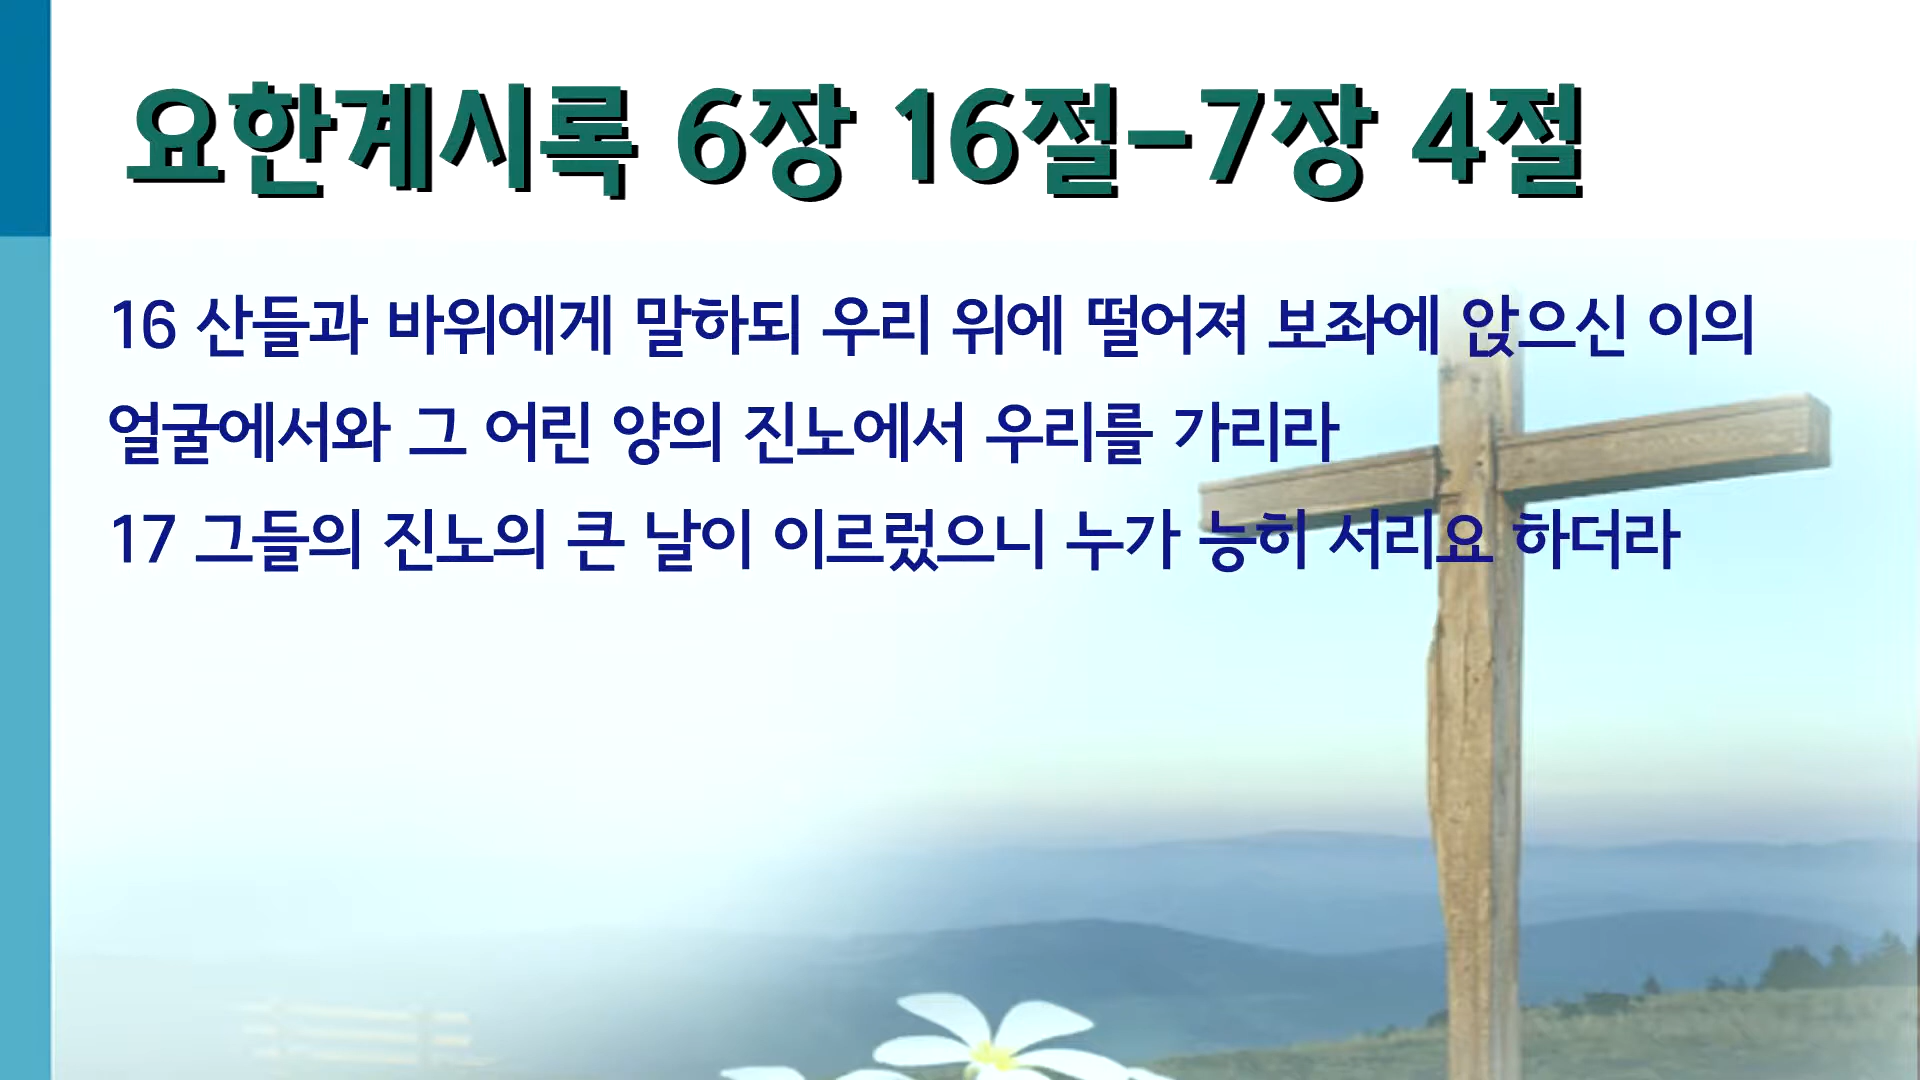 요한계시록 6장 16절-7장 4절
16 산들과 바위에게 말하되 우리 위에 떨어져 보좌에 앉으신 이의
얼굴에서와 그 어린 양의 진노에서 우리를 가리라
17 그들의 진노의 큰 날이 이르렀으니 누가 능히 서리요 하더라